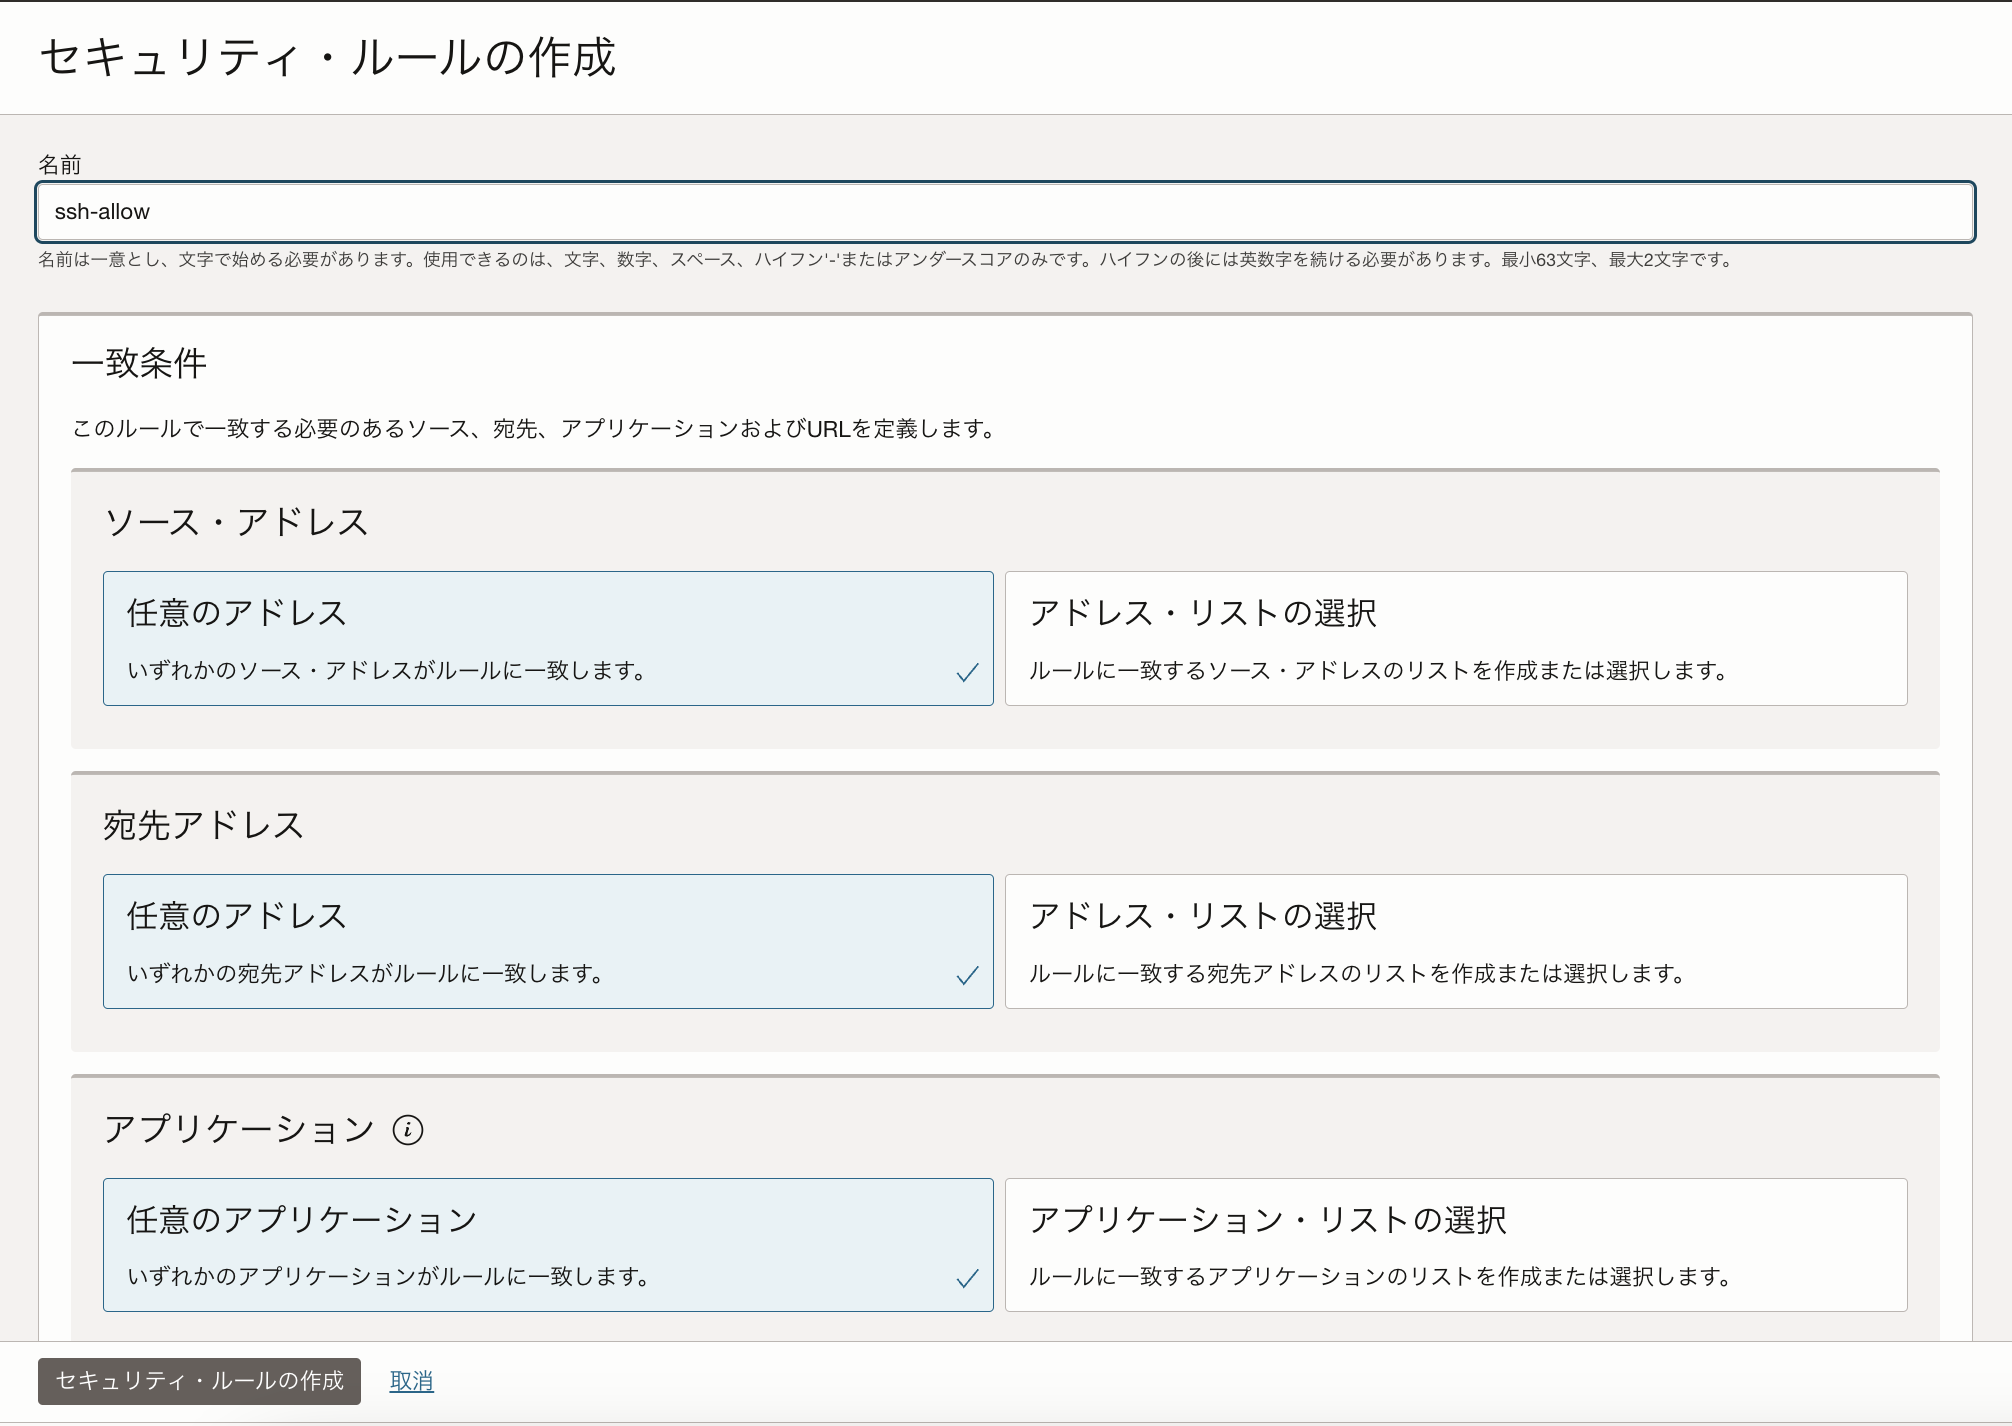 セキュリティ・ルールの作成
名前
ssh-allow
名前は一意とし、文字で始める必要があります。使用できるのは、文字、数字、スペース、ハイフン'-'またはアンダースコアのみです。ハイフンの後には英数字を続ける必要があります。最小63文字、最大2文字です。
一致条件
このルールで一致する必要のあるソース、宛先、アプリケーションおよびURLを定義します。
ソース・アドレス
任意のアドレス
いずれかのソース・アドレスがルールに一致します。
アドレス・リストの選択
ルールに一致するソース・アドレスのリストを作成または選択します。
宛先アドレス
任意のアドレス
いずれかの宛先アドレスがルールに一致します。
アドレス・リストの選択
ルールに一致する宛先アドレスのリストを作成または選択します。
アプリケーション
任意のアプリケーション
いずれかのアプリケーションがルールに一致します。
アプリケーション・リストの選択
ルールに一致するアプリケーションのリストを作成または選択します。
セキュリティ・ルールの作成
取消